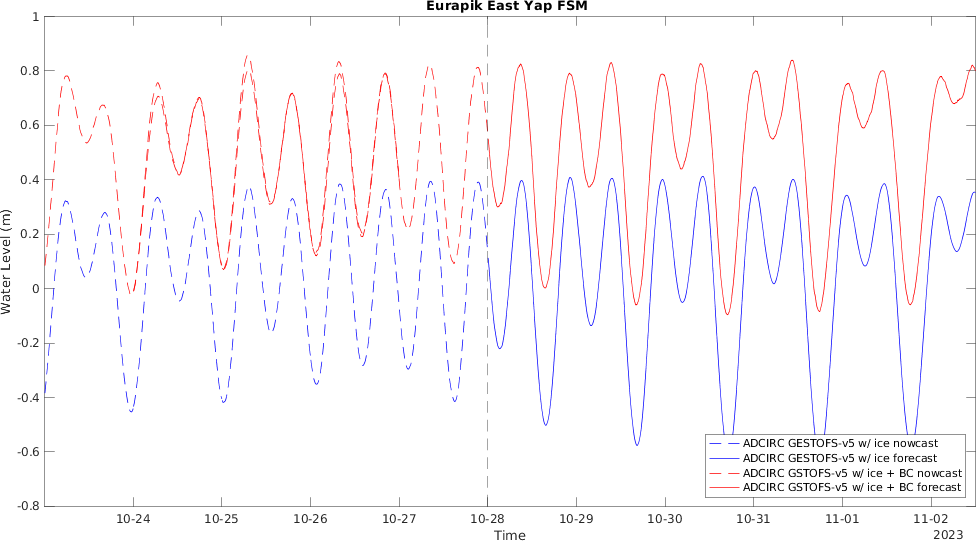 Eurapik East Yap FSM
1
0.8
0.6
0.4
0.2
0
-0.2
-0.4
-0.6
-0.8
Water Level (m)
ADCIRC GESTOFS-v5 w/ ice nowcast
ADCIRC GESTOFS-v5 w/ ice forecast
ADCIRC GSTOFS-v5 w/ ice + BC nowcast
ADCIRC GSTOFS-v5 w/ ice + BC forecast
10-24 10-25 10-26 10-27 10-28 10-29 10-30 10-31 11-01 11-02
Time
2023